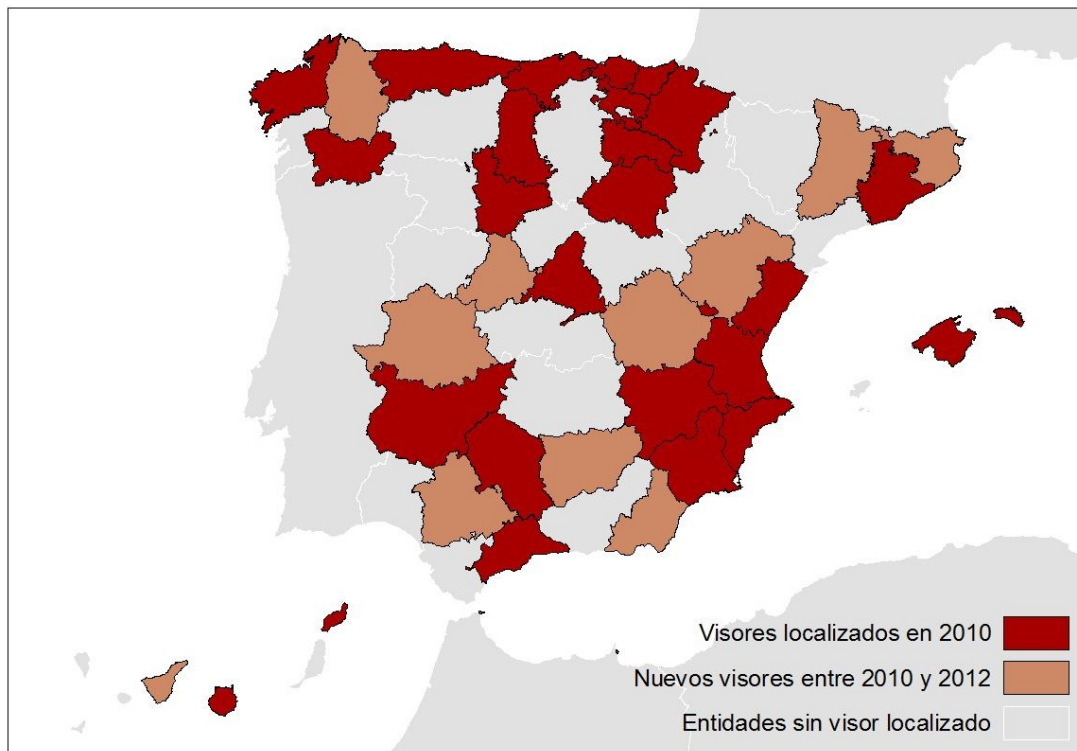 Visores localizados en 2010
Nuevos visores entre 2010 y 2012
Entidades sin visor localizado